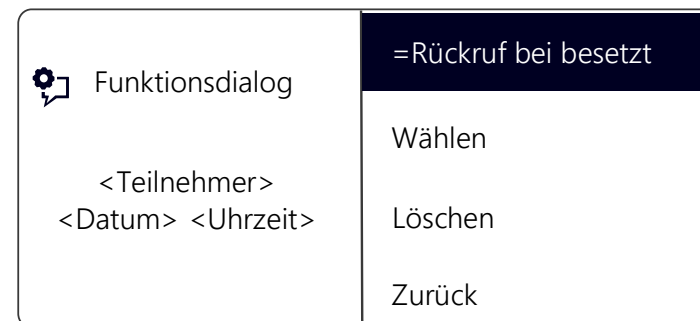 Funktionsdialog
<Teilnehmer>
<Datum> <Uhrzeit>
=Rückruf bei besetzt
Wählen
Löschen
Zurück